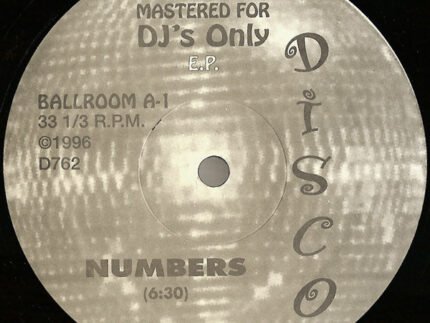 MASTERED FOR
DJ's Only
E.P.
BALLROOM A-1
33 1/3 R.P.M.
©1996
D762
DISCO
NUMBERS
(6:30)